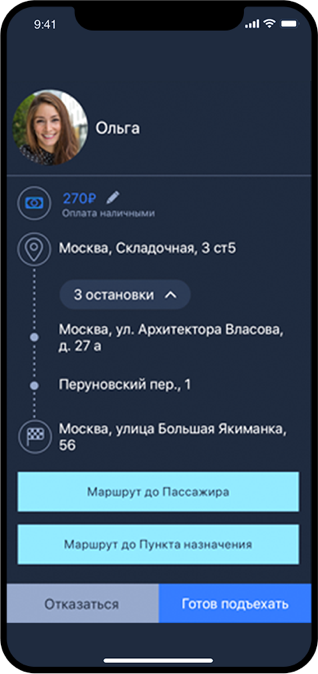 9:41
Ольга
270₽
Оплата наличными
Москва, Складочная, 3 ст5
3 остановки
Москва, ул. Архитектора Власова,
д. 27 а
Перуновский пер., 1
Москва, улица Большая Якиманка,
56
Маршрут до Пассажира
Маршрут до Пункта назначения
Отказаться
Готов подъехать